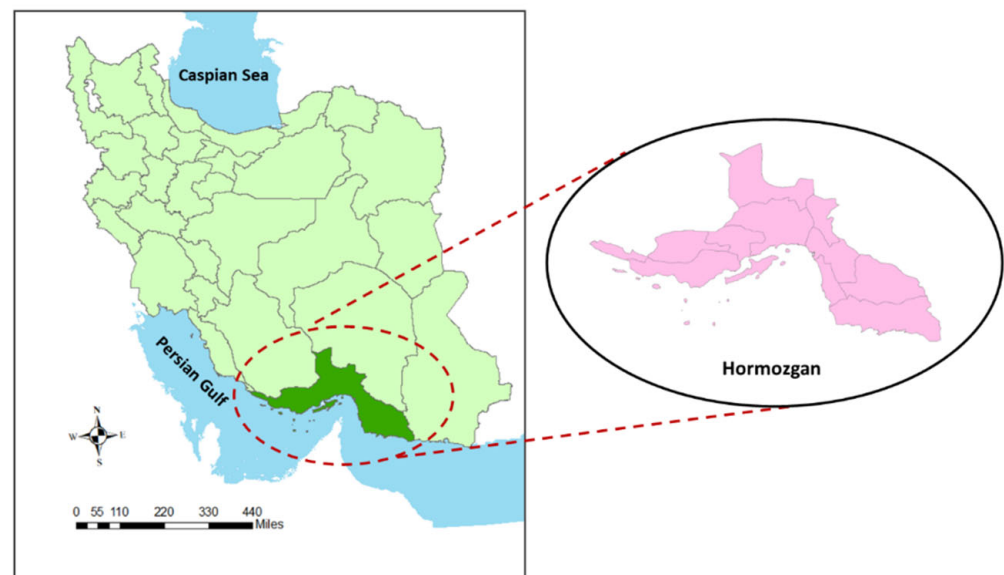 Caspian Sea
Persian Gulf
Hormozgan
N
W E
S
0 55 110 220 330 440
Miles